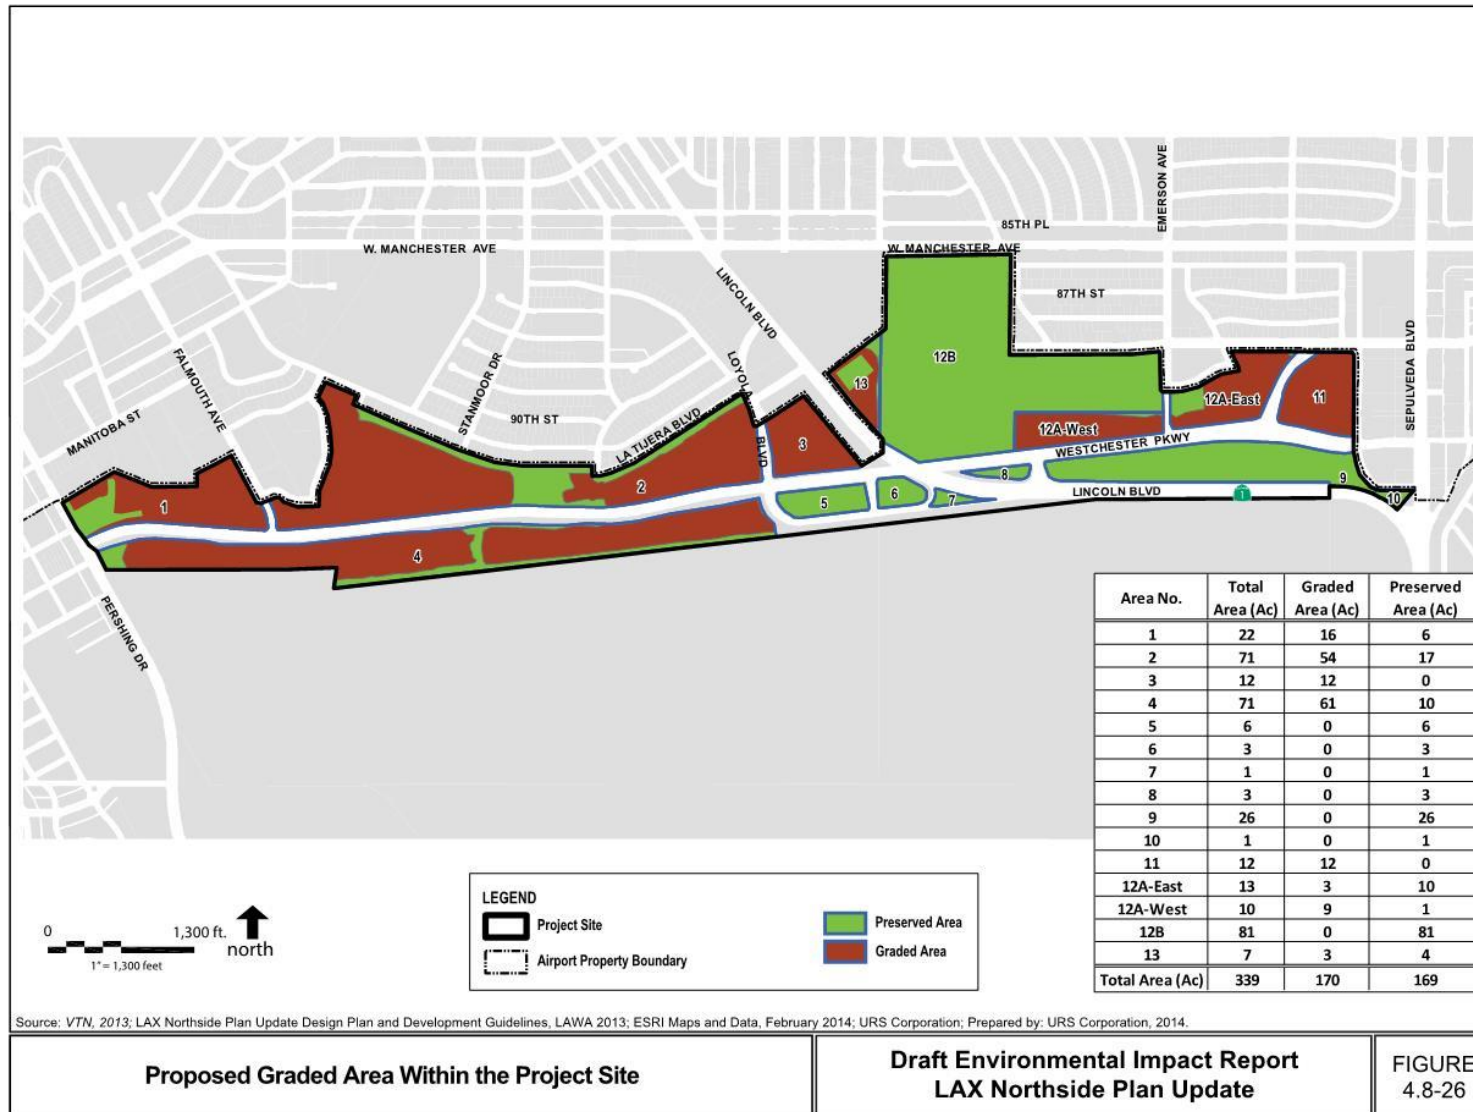 EMERSON AVE
85TH PL
W. MANCHESTER AVE
W. MANCHESTER AVE
LINCOLN BLVD
87TH ST
SEPULVEDA BLVD
FALMOUTH AVE
STANMOOR DR
LOYOLA
BLVD
12B
13
12A-East
11
MANITOBA ST
90TH ST
LA TIJERA BLVD
12A-West
3
WESTCHESTER PKWY
2
8
9
1
5
6
7
LINCOLN BLVD
1
10
4
PERSHING DR
Area No. Total Area (Ac) Graded Area (Ac) Preserved Area (Ac)
1 22 16 6
2 71 54 17
3 12 12 0
4 71 61 10
5 6 0 6
6 3 0 3
7 1 0 1
8 3 0 3
9 26 0 26
10 1 0 1
11 12 12 0
12A-East 13 3 10
12A-West 10 9 1
12B 81 0 81
13 7 3 4
Total Area (Ac) 339 170 169
LEGEND
Project Site
Airport Property Boundary
Preserved Area
Graded Area
0 1,300 ft.
1" = 1,300 feet
north
Source: VTN, 2013; LAX Northside Plan Update Design Plan and Development Guidelines, LAWA 2013; ESRI Maps and Data, February 2014; URS Corporation; Prepared by: URS Corporation, 2014.
Proposed Graded Area Within the Project Site
Draft Environmental Impact Report
LAX Northside Plan Update
FIGURE
4.8-26